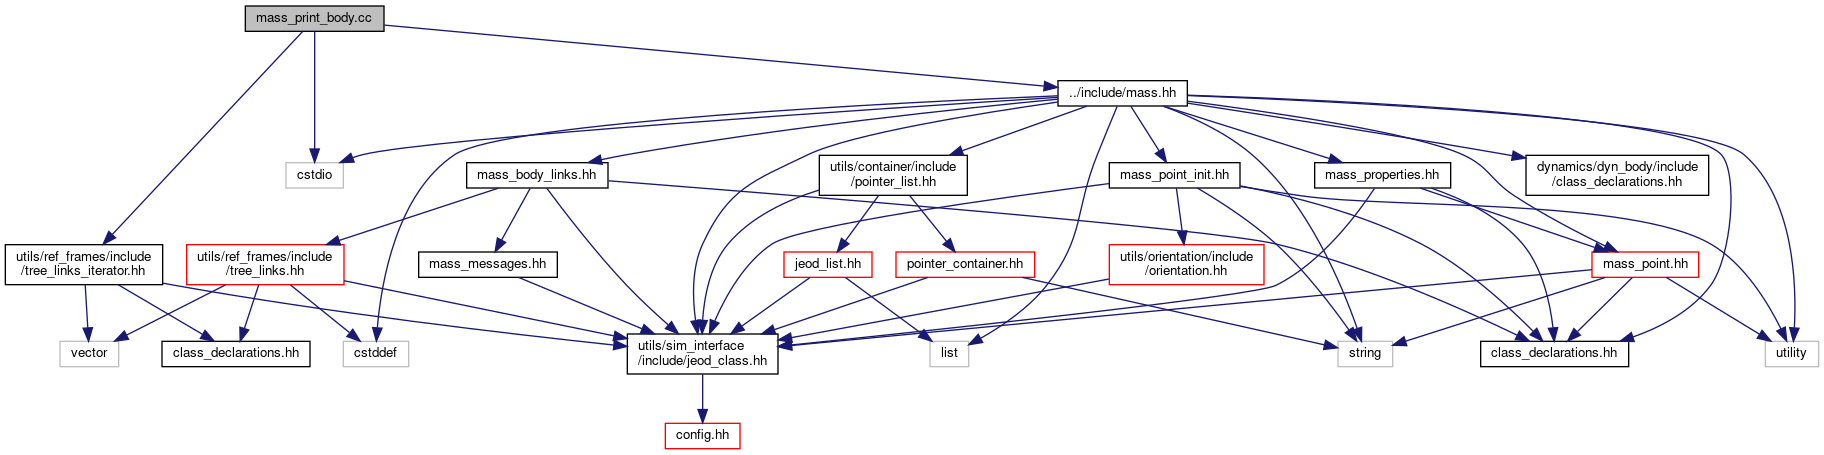 mass_print_body.cc
../include/mass.hh
cstdio
mass_body_links.hh
utils/container/include
/pointer_list.hh
mass_point_init.hh
mass_properties.hh
dynamics/dyn_body/include
/class_declarations.hh
utils/ref_frames/include
/tree_links_iterator.hh
utils/ref_frames/include
/tree_links.hh
mass_messages.hh
jeod_list.hh
pointer_container.hh
utils/orientation/include
/orientation.hh
mass_point.hh
vector
class_declarations.hh
cstddef
utils/sim_interface
/include/jeod_class.hh
list
string
class_declarations.hh
utility
config.hh